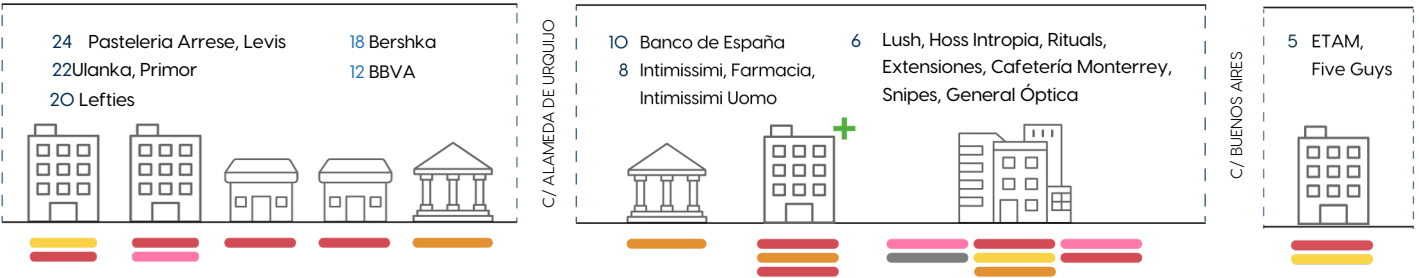 24 Pasteleria Arrese, Levis
22Ulanka, Primor
20 Lefties
18 Bershka
12 BBVA
C/ ALAMEDA DE URQUIJO
10 Banco de España
8 Intimissimi, Farmacia,
Intimissimi Uomo
6 Lush, Hoss Intropia, Rituals,
Extensiones, Cafetería Monterrey,
Snipes, General Óptica
C/ BUENOS AIRES
5 ETAM,
Five Guys